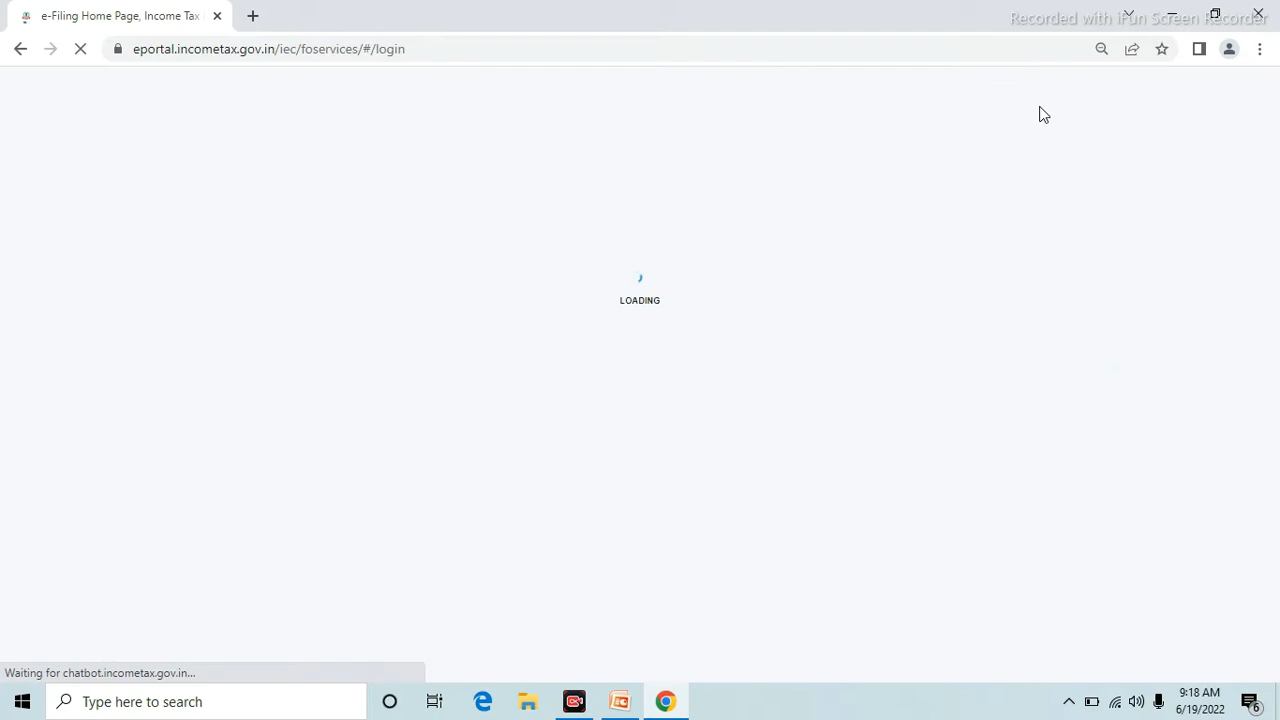 e-Filing Home Page, Income Tax
Recorded with iFun Screen Recorder
eportal.incometax.gov.in/iec/foservices/#/login
LOADING
Waiting for chatbot.incometax.gov.in...
Type here to search
9:18 AM
6/19/2022
6